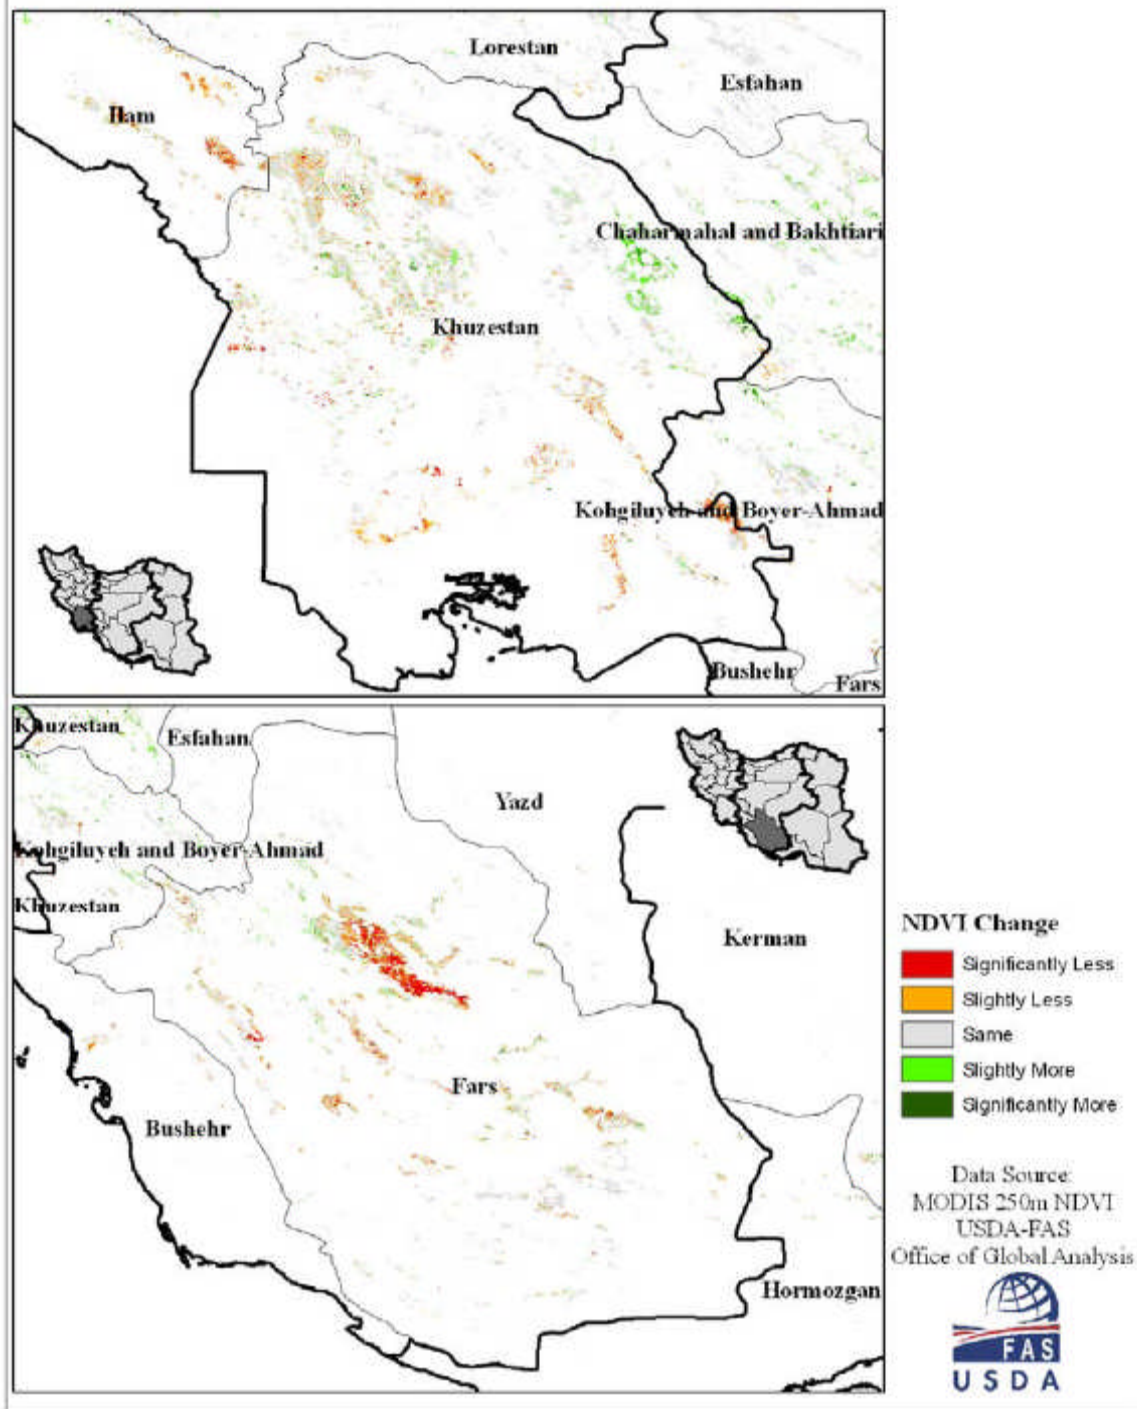 Lorestan
Esfahan
Ilam
Chaharmahal and Bakhtiari
Khuzestan
Kohgiluyeh and Boyer-Ahmad
Bushehr
Fars
Khuzestan
Esfahan
Yazd
Kohgiluyeh and Boyer-Ahmad
Khuzestan
Kerman
Fars
Bushehr
Hormozgan
NDVI Change
Significantly Less
Slightly Less
Same
Slightly More
Significantly More
Data Source:
MODIS 250m NDVI
USDA-FAS
Office of Global Analysis
FAS
USDA